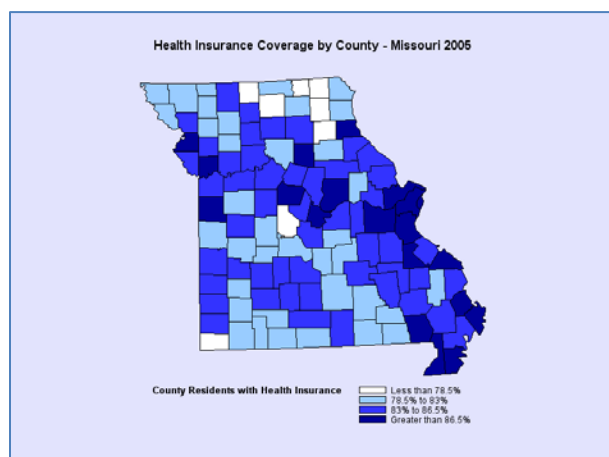 Health Insurance Coverage by County - Missouri 2005
County Residents with Health Insurance
Less than 78.5%
78.5% to 83%
83% to 86.5%
Greater than 86.5%